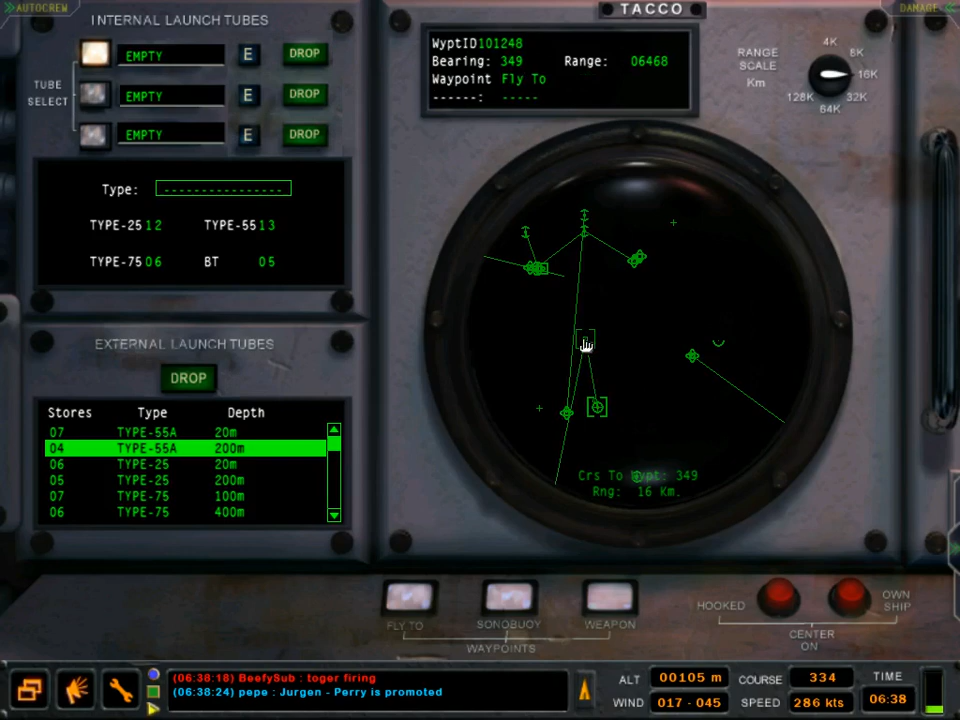 AUTOCREW
DAMAGE
TACCO
INTERNAL LAUNCH TUBES
TUBE SELECT
EMPTY E DROP
EMPTY E DROP
EMPTY E DROP
Type: ----------------
TYPE-25 12 TYPE-55 13
TYPE-75 06 BT 05
EXTERNAL LAUNCH TUBES
DROP
Stores Type Depth
07 TYPE-55A 20m
04 TYPE-55A 200m
06 TYPE-25 20m
05 TYPE-25 200m
07 TYPE-75 100m
06 TYPE-75 400m
WyptID101248
Bearing: 349 Range: 06468
Waypoint Fly To
------: -----
RANGE SCALE Km
4K
8K
16K
32K
64K
128K
Crs To Wypt: 349
Rng: 16 Km.
FLY TO SONOBUOY WEAPON
WAYPOINTS
HOOKED OWN SHIP
CENTER ON
(06:38:18) BeefySub : toger firing
(06:38:24) pepe : Jurgen - Perry is promoted
ALT 00105 m COURSE 334 TIME
WIND 017 - 045 SPEED 286 kts 06:38